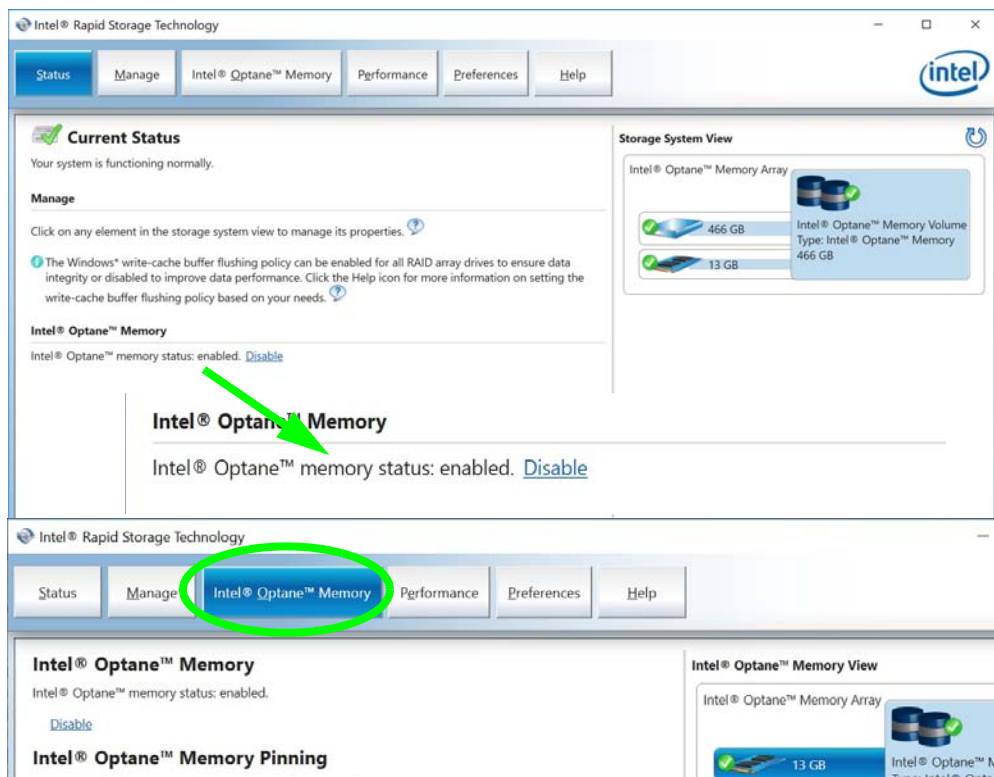 Intel® Rapid Storage Technology
Status
Manage
Intel® Optane™ Memory
Performance
Preferences
Help
intel
Current Status
Your system is functioning normally.
Manage
Click on any element in the storage system view to manage its properties.
The Windows* write-cache buffer flushing policy can be enabled for all RAID array drives to ensure data
integrity or disabled to improve data performance. Click the Help icon for more information on setting the
write-cache buffer flushing policy based on your needs.
Intel® Optane™ Memory
Intel® Optane™ memory status: enabled. Disable
Storage System View
Intel® Optane™ Memory Array
466 GB
13 GB
Intel® Optane™ Memory Volume
Type: Intel® Optane™ Memory
466 GB
Intel® Optane™ Memory
Intel® Optane™ memory status: enabled. Disable
Intel® Rapid Storage Technology
Status
Manage
Intel® Optane™ Memory
Performance
Preferences
Help
Intel® Optane™ Memory
Intel® Optane™ memory status: enabled.
Disable
Intel® Optane™ Memory Pinning
Intel® Optane™ Memory View
Intel® Optane™ Memory Array
13 GB
Intel® Optane™ M